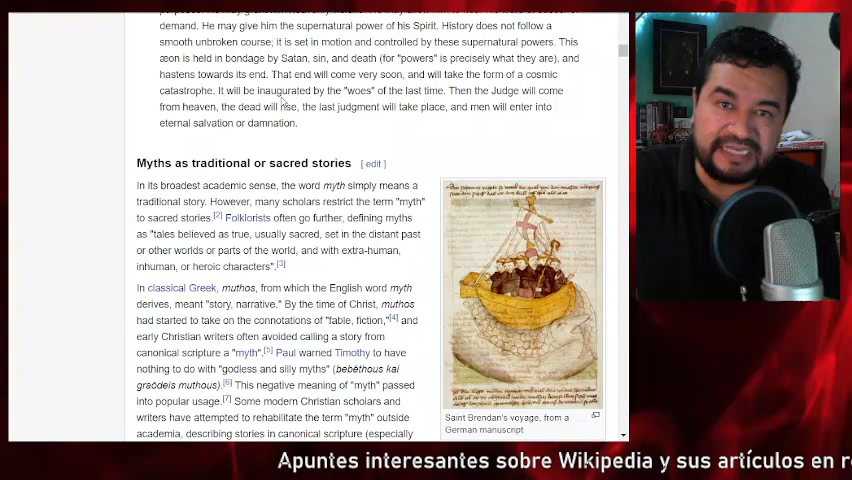 demand. He may give him the supernatural power of his Spirit. History does not follow a
smooth unbroken course; it is set in motion and controlled by these supernatural powers. This
æon is held in bondage by Satan, sin, and death (for "powers" is precisely what they are), and
hastens towards its end. That end will come very soon, and will take the form of a cosmic
catastrophe. It will be inaugurated by the "woes" of the last time. Then the Judge will come
from heaven, the dead will rise, the last judgment will take place, and men will enter into
eternal salvation or damnation.
Myths as traditional or sacred stories [ edit ]
In its broadest academic sense, the word myth simply means a
traditional story. However, many scholars restrict the term "myth"
to sacred stories.[2] Folklorists often go further, defining myths
as "tales believed as true, usually sacred, set in the distant past
or other worlds or parts of the world, and with extra-human,
inhuman, or heroic characters".[3]
In classical Greek, muthos, from which the English word myth
derives, meant "story, narrative." By the time of Christ, muthos
had started to take on the connotations of "fable, fiction,"[4] and
early Christian writers often avoided calling a story from
canonical scripture a "myth".[5] Paul warned Timothy to have
nothing to do with "godless and silly myths" (bebēthous kai
graōdeis muthous).[6] This negative meaning of "myth" passed
into popular usage.[7] Some modern Christian scholars and
writers have attempted to rehabilitate the term "myth" outside
academia, describing stories in canonical scripture (especially
Saint Brendan's voyage, from a
German manuscript
Apuntes interesantes sobre Wikipedia y sus artículos en